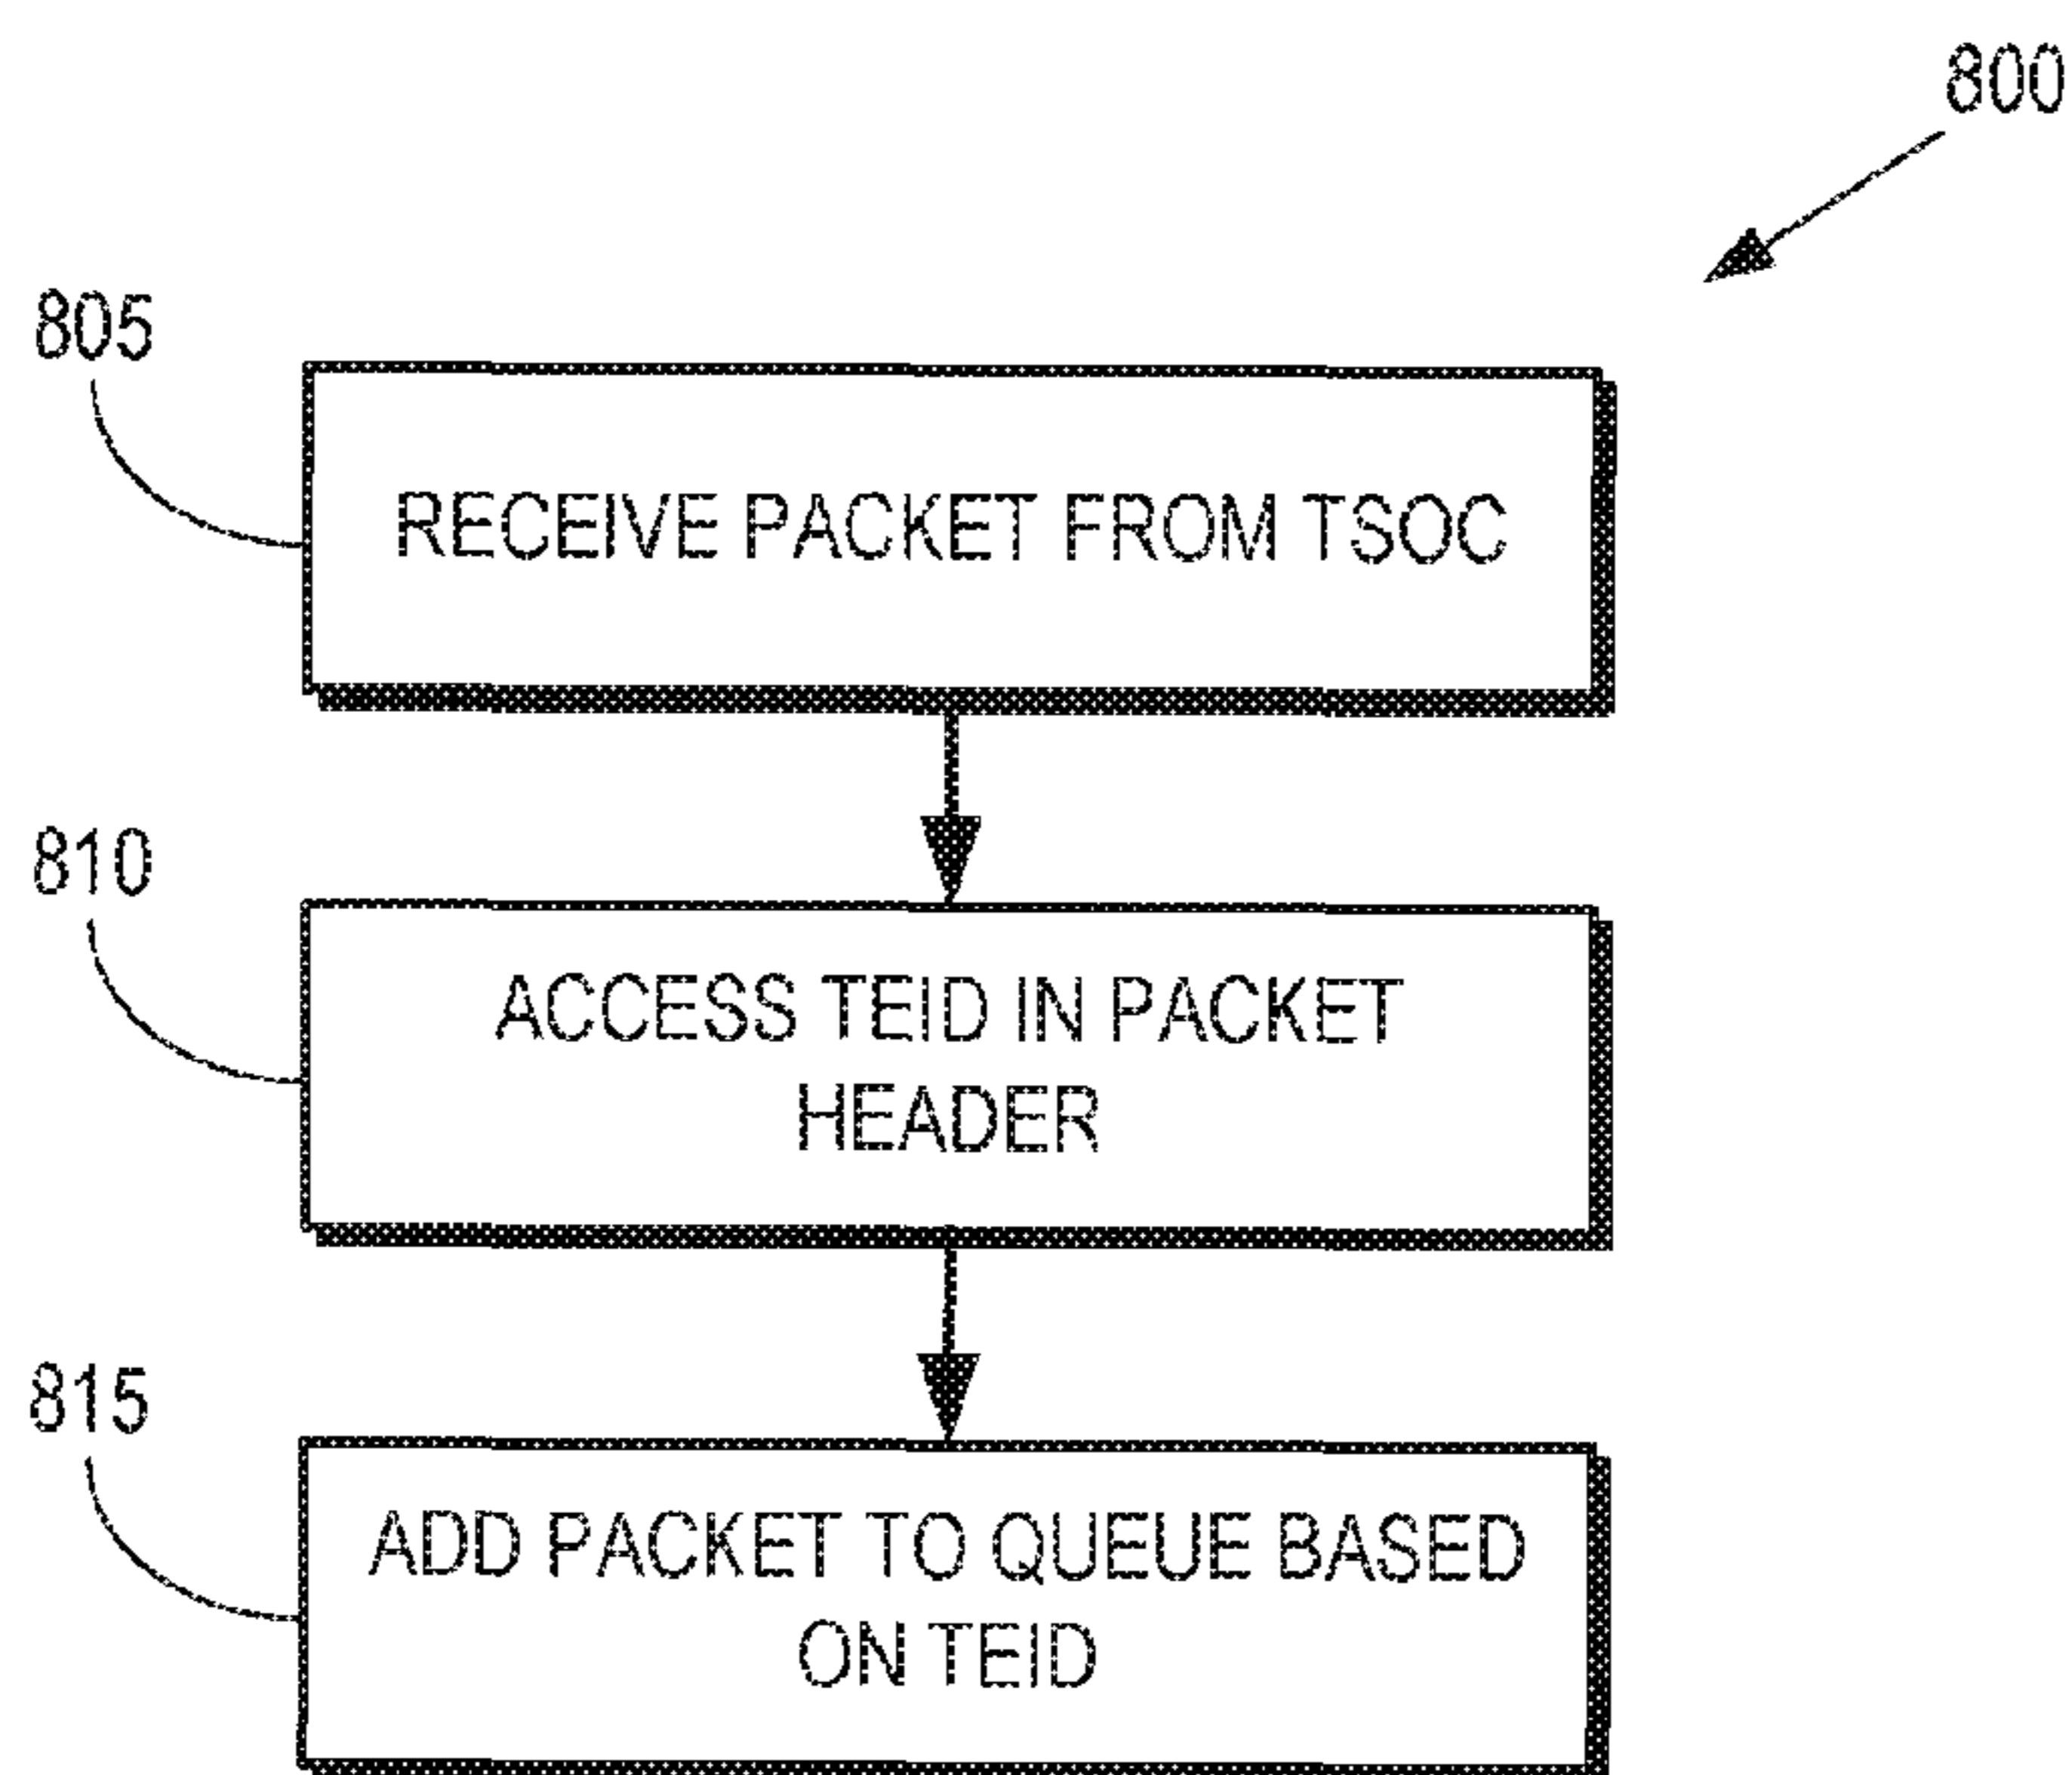 800
805
RECEIVE PACKET FROM TSOC
810
ACCESS TEID IN PACKET
HEADER
815
ADD PACKET TO QUEUE BASED
ON TEID